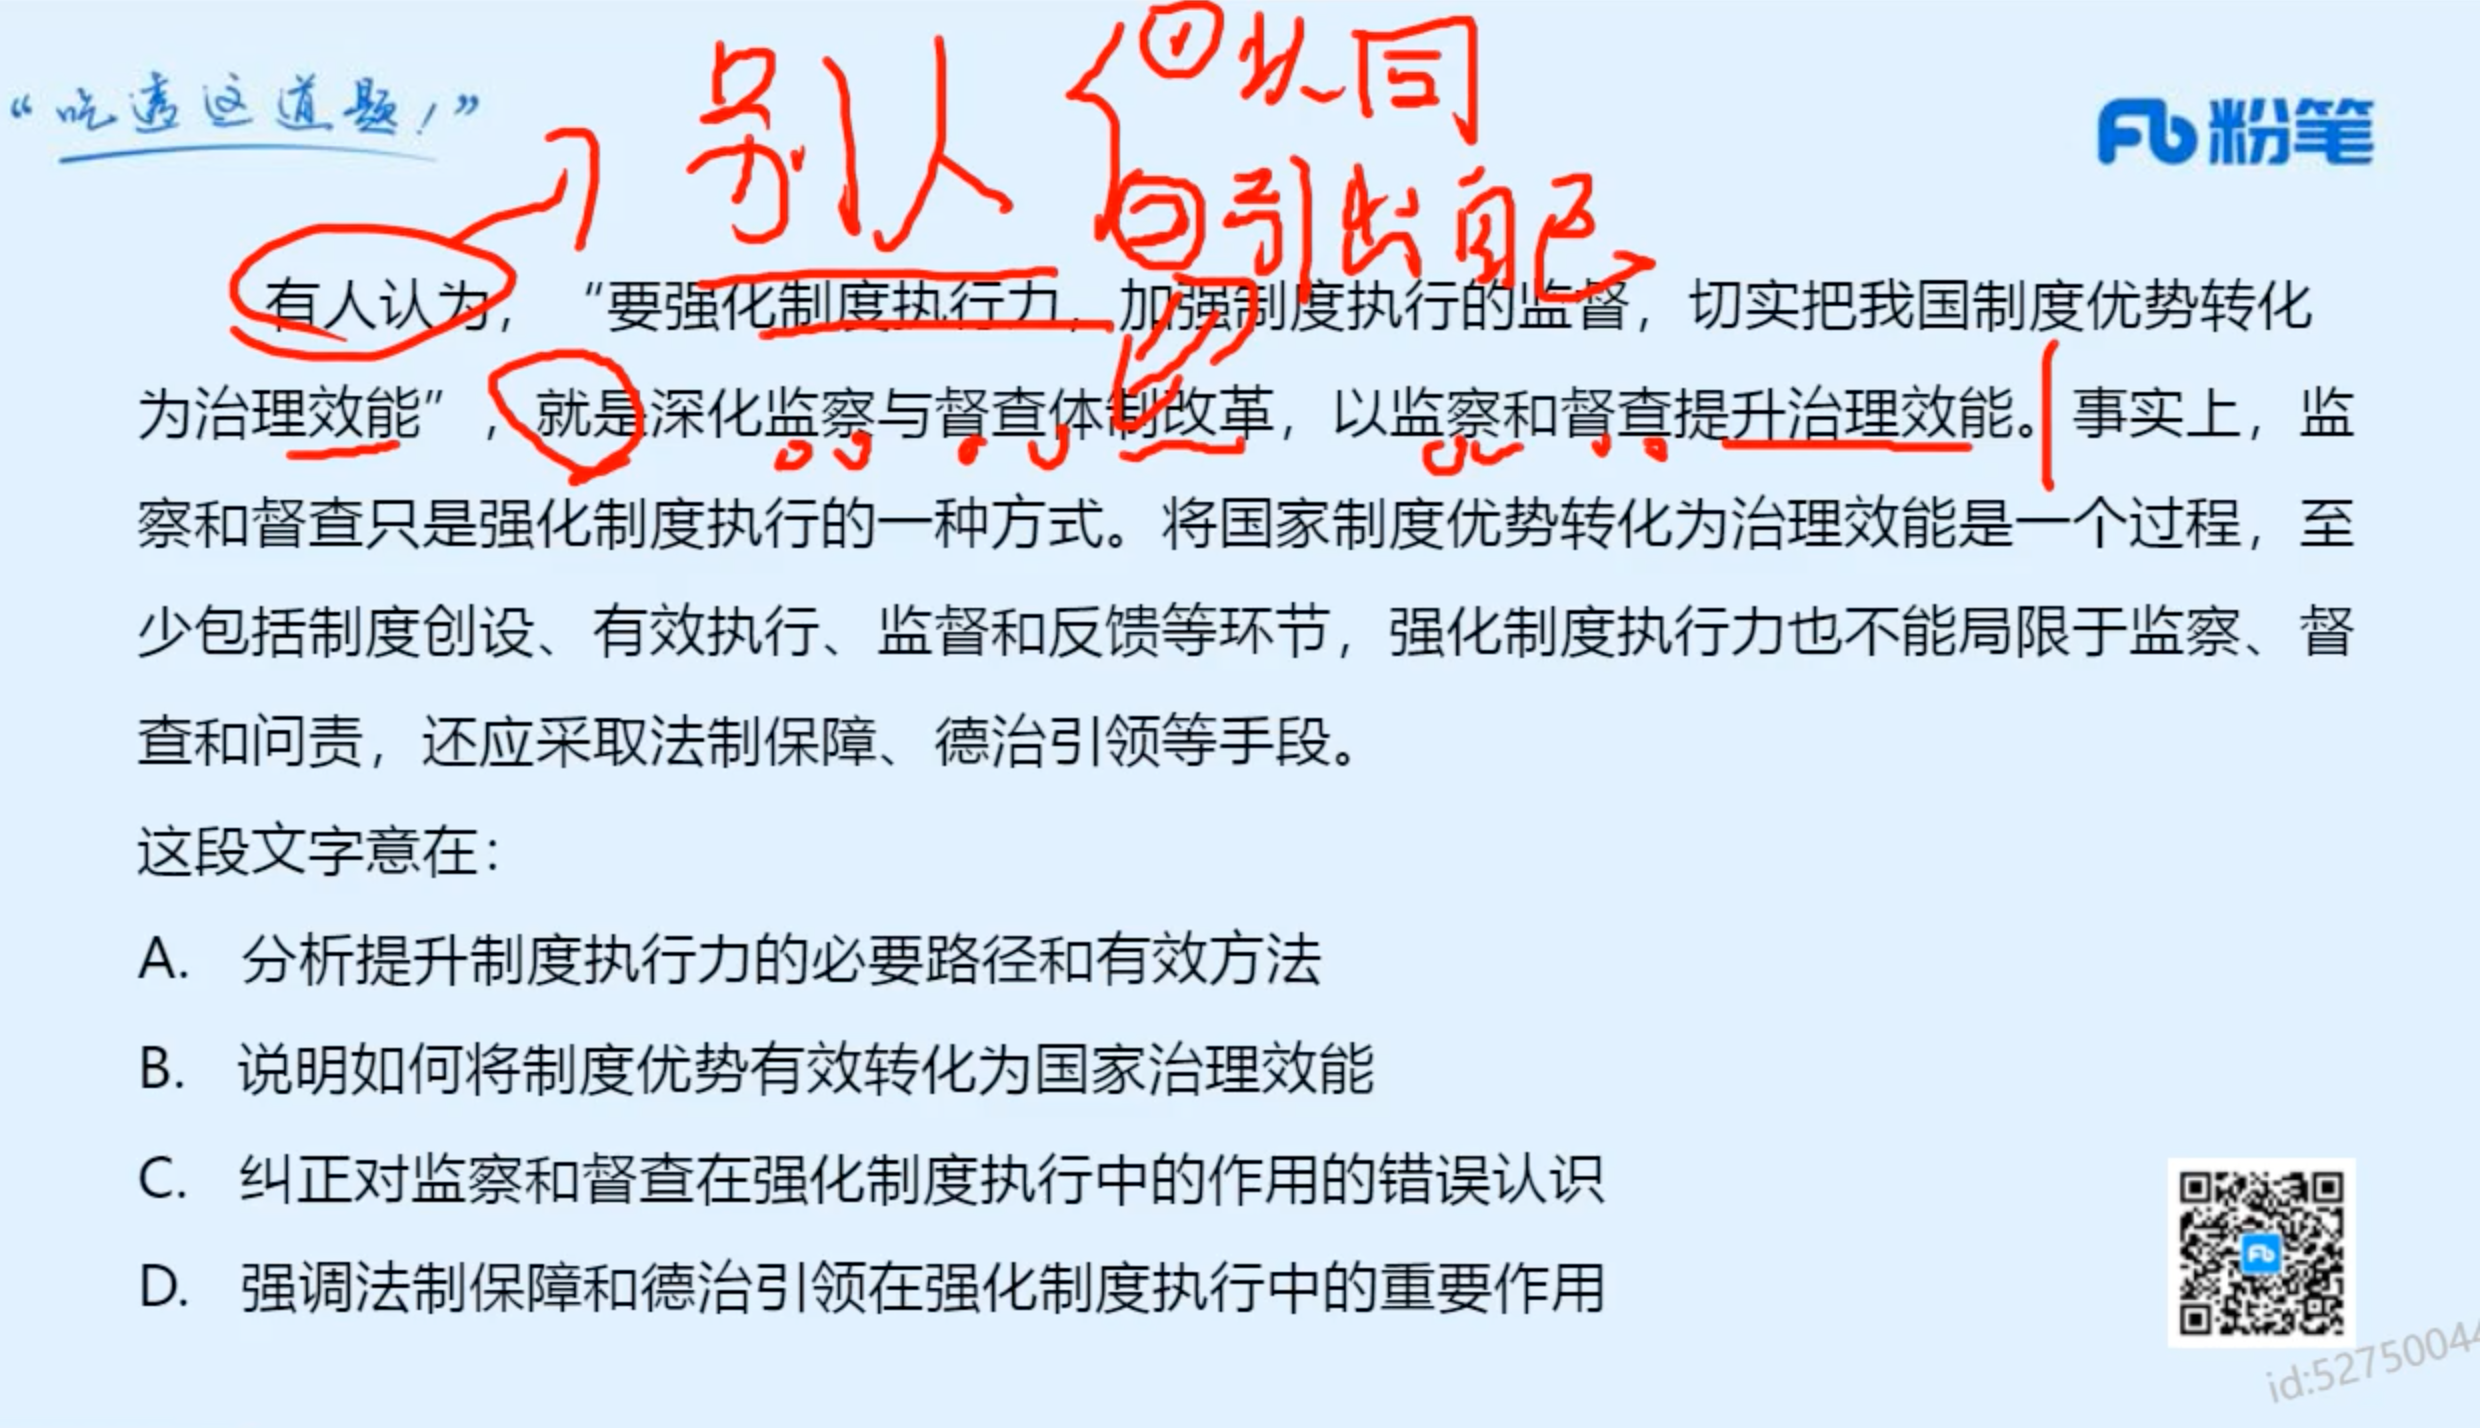 “吃透这道题！”
粉笔
别人
①认同
②引出自己
有人认为，“要强化制度执行力，加强制度执行的监督，切实把我国制度优势转化
为治理效能”，就是深化监察与督查体制改革，以监察和督查提升治理效能。事实上，监
察和督查只是强化制度执行的一种方式。将国家制度优势转化为治理效能是一个过程，至
少包括制度创设、有效执行、监督和反馈等环节，强化制度执行力也不能局限于监察、督
查和问责，还应采取法制保障、德治引领等手段。
这段文字意在：
A. 分析提升制度执行力的必要路径和有效方法
B. 说明如何将制度优势有效转化为国家治理效能
C. 纠正对监察和督查在强化制度执行中的作用的错误认识
D. 强调法制保障和德治引领在强化制度执行中的重要作用